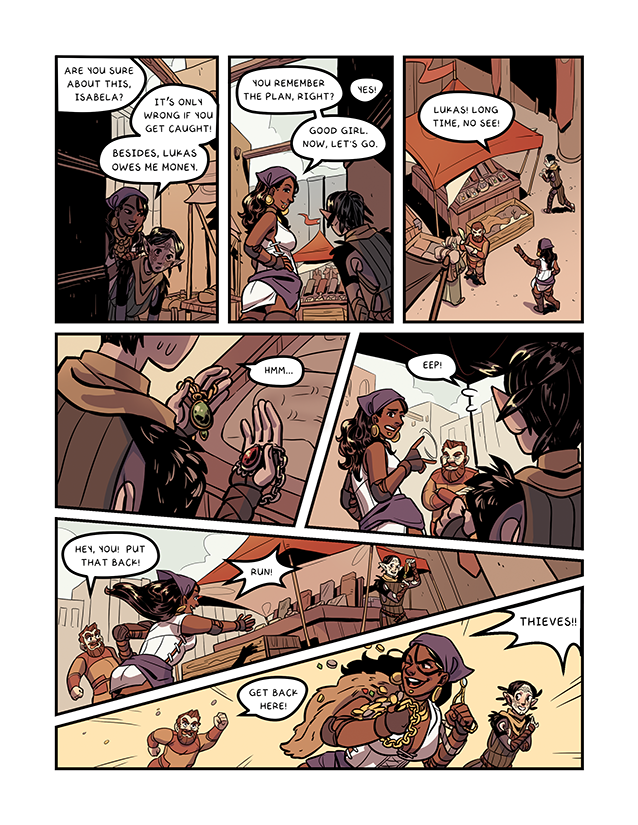 ARE YOU SURE
ABOUT THIS,
ISABELA?
IT'S ONLY
WRONG IF YOU
GET CAUGHT!
BESIDES, LUKAS
OWES ME MONEY.
YOU REMEMBER
THE PLAN, RIGHT?
YES!
GOOD GIRL.
NOW, LET'S GO.
LUKAS! LONG
TIME, NO SEE!
HMM...
EEP!
HEY, YOU! PUT
THAT BACK!
RUN!
THIEVES!!
GET BACK
HERE!